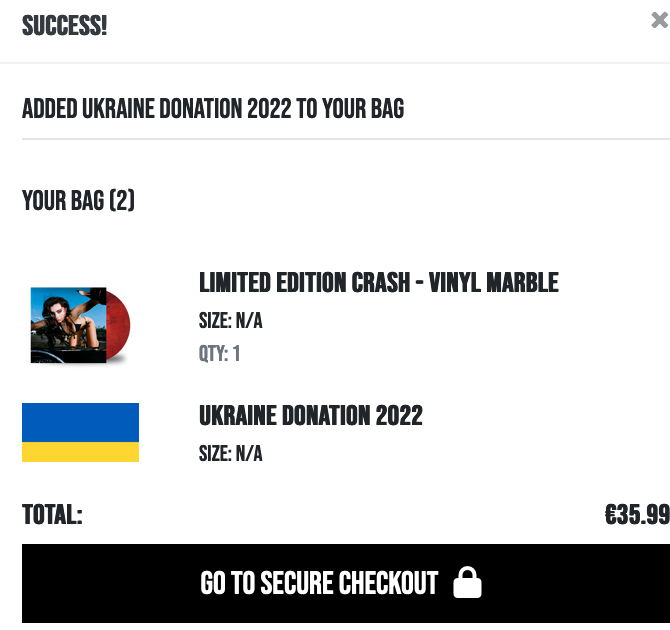 SUCCESS!
ADDED UKRAINE DONATION 2022 TO YOUR BAG
YOUR BAG (2)
LIMITED EDITION CRASH - VINYL MARBLE
SIZE: N/A
QTY: 1
UKRAINE DONATION 2022
SIZE: N/A
TOTAL: €35.99
GO TO SECURE CHECKOUT